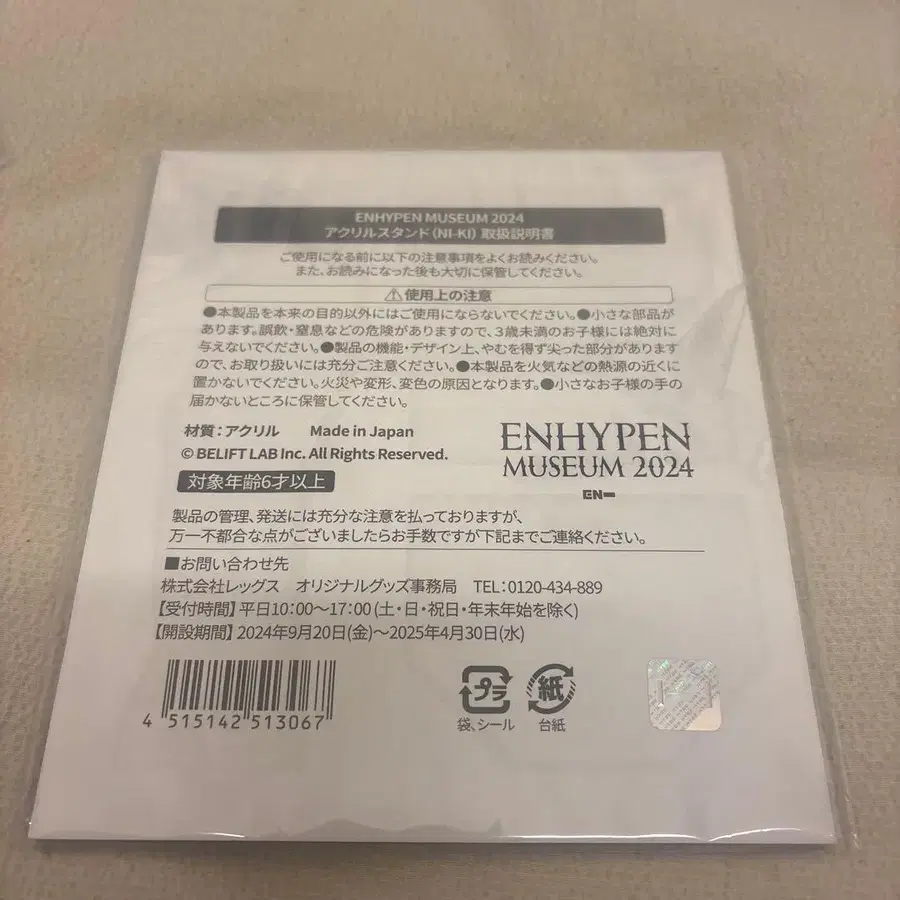 ENHYPEN MUSEUM 2024
アクリルスタンド(NI-KI) 取扱説明書
ご使用になる前に以下の注意事項をよくお読みください。
また、お読みになった後も大切に保管してください。
⚠使用上の注意
●本製品を本来の目的以外にはご使用にならないでください。●小さな部品が
あります。誤飲・窒息などの危険がありますので、3歳未満のお子様には絶対に
与えないでください。●製品の機能・デザイン上、やむを得ず尖った部分があります
ので、お取り扱いには充分ご注意ください。●本製品を火気などの熱源の近くに
置かないでください。火災や変形、変色の原因となります。●小さなお子様の手の
届かないところに保管してください。
材質：アクリル Made in Japan
© BELIFT LAB Inc. All Rights Reserved.
対象年齢6才以上
ENHYPEN
MUSEUM 2024
EN-
製品の管理、発送には充分な注意を払っておりますが、
万一不都合な点がございましたらお手数ですが下記までご連絡ください。
■お問い合わせ先
株式会社レッグス オリジナルグッズ事務局 TEL:0120-434-889
【受付時間】平日10:00～17:00(土・日・祝日・年末年始を除く)
【開設期間】2024年9月20日(金)～2025年4月30日(水)
4 515142 513067
プラ
袋、シール
紙
台紙